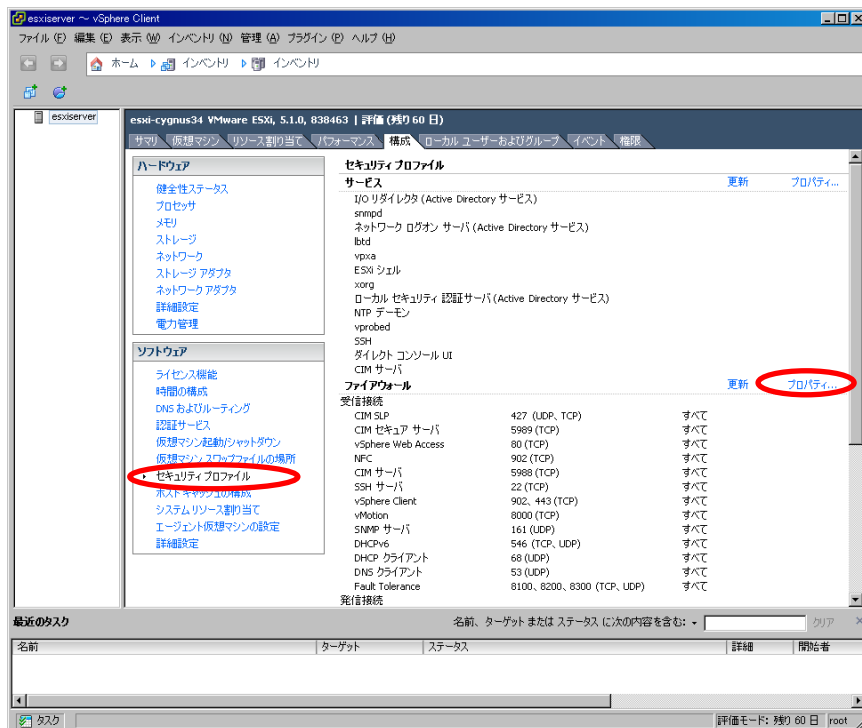 esxiserver ～ vSphere Client
ファイル (F) 編集 (E) 表示 (W) インベントリ (N) 管理 (A) プラグイン (P) ヘルプ (H)
ホーム インベントリ インベントリ
esxiserver
esxi-cygnus34 VMware ESXi, 5.1.0, 838463 | 評価 (残り 60 日)
サマリ 仮想マシン リソース割り当て パフォーマンス 構成 ローカル ユーザーおよびグループ イベント 権限
ハードウェア
健全性ステータス
プロセッサ
メモリ
ストレージ
ネットワーク
ストレージ アダプタ
ネットワーク アダプタ
詳細設定
電力管理
ソフトウェア
ライセンス機能
時間の構成
DNS およびルーティング
認証サービス
仮想マシン起動/シャットダウン
仮想マシン スワップファイルの場所
セキュリティ プロファイル
ホスト キャッシュの構成
システム リソース割り当て
エージェント仮想マシンの設定
詳細設定
セキュリティ プロファイル
サービス 更新 プロパティ...
I/O リダイレクタ (Active Directory サービス)
snmpd
ネットワーク ログオン サーバ (Active Directory サービス)
lbtd
vpxa
ESXi シェル
xorg
ローカル セキュリティ 認証サーバ (Active Directory サービス)
NTP デーモン
vprobed
SSH
ダイレクト コンソール UI
CIM サーバ
ファイアウォール 更新 プロパティ...
受信接続
CIM SLP 427 (UDP、TCP) すべて
CIM セキュア サーバ 5989 (TCP) すべて
vSphere Web Access 80 (TCP) すべて
NFC 902 (TCP) すべて
CIM サーバ 5988 (TCP) すべて
SSH サーバ 22 (TCP) すべて
vSphere Client 902、443 (TCP) すべて
vMotion 8000 (TCP) すべて
SNMP サーバ 161 (UDP) すべて
DHCPv6 546 (TCP、UDP) すべて
DHCP クライアント 68 (UDP) すべて
DNS クライアント 53 (UDP) すべて
Fault Tolerance 8100、8200、8300 (TCP、UDP) すべて
発信接続
最近のタスク 名前、ターゲット または ステータス に次の内容を含む: クリア
名前 ターゲット ステータス 詳細 開始者
タスク 評価モード: 残り 60 日 root